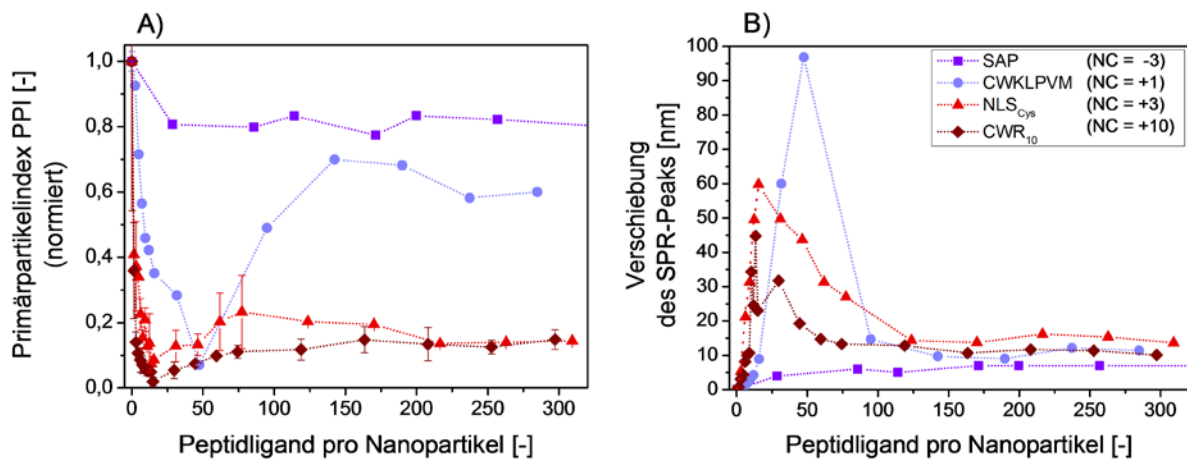 A)
Primärpartikelindex PPI [-]
(normiert)
1,0
0,8
0,6
0,4
0,2
0,0
0 50 100 150 200 250 300
Peptidligand pro Nanopartikel [-]
B)
Verschiebung
des SPR-Peaks [nm]
100
90
80
70
60
50
40
30
20
10
0
0 50 100 150 200 250 300
Peptidligand pro Nanopartikel [-]
SAP (NC = -3)
CWKLPVM (NC = +1)
NLSCys (NC = +3)
CWR10 (NC = +10)